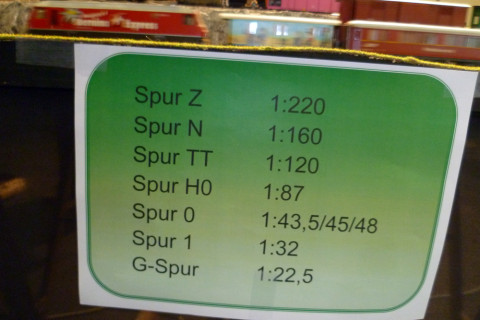 Spur Z 1:220
Spur N 1:160
Spur TT 1:120
Spur H0 1:87
Spur 0 1:43,5/45/48
Spur 1 1:32
G-Spur 1:22,5